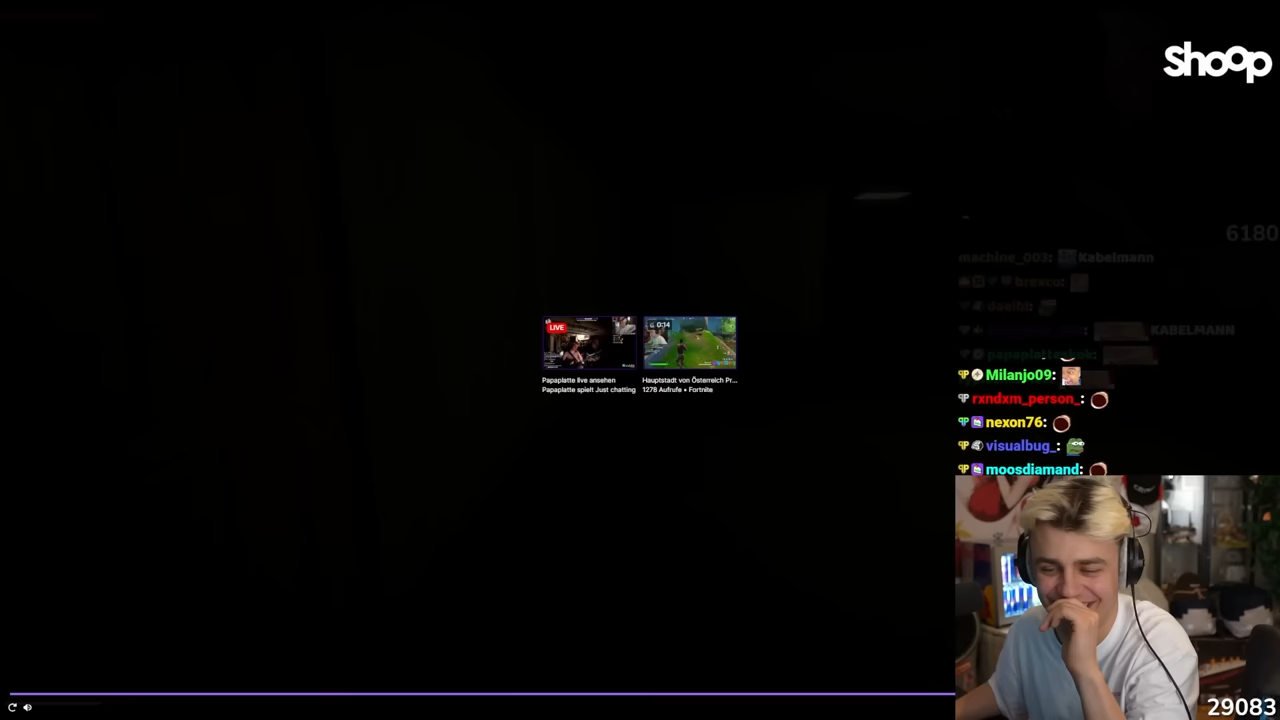 Shoop
6180
machine_003: Kabelmann
brexcu:
KABELMANN
LIVE
0:14
Papaplatte live ansehen
Papaplatte spielt Just chatting
Hauptstadt von Österreich Pr...
1278 Aufrufe • Fortnite
Milanjo09:
rxndxm_person_:
nexon76:
visualbug_:
moosdiamand:
29083